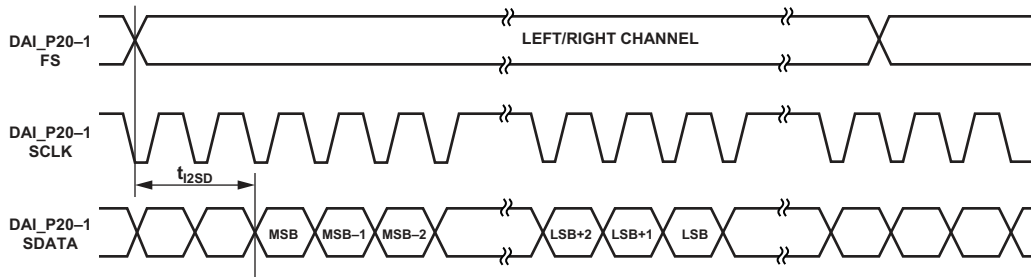 DAI_P20–1
FS
LEFT/RIGHT CHANNEL
DAI_P20–1
SCLK
tI2SD
DAI_P20–1
SDATA
MSB
MSB–1
MSB–2
LSB+2
LSB+1
LSB